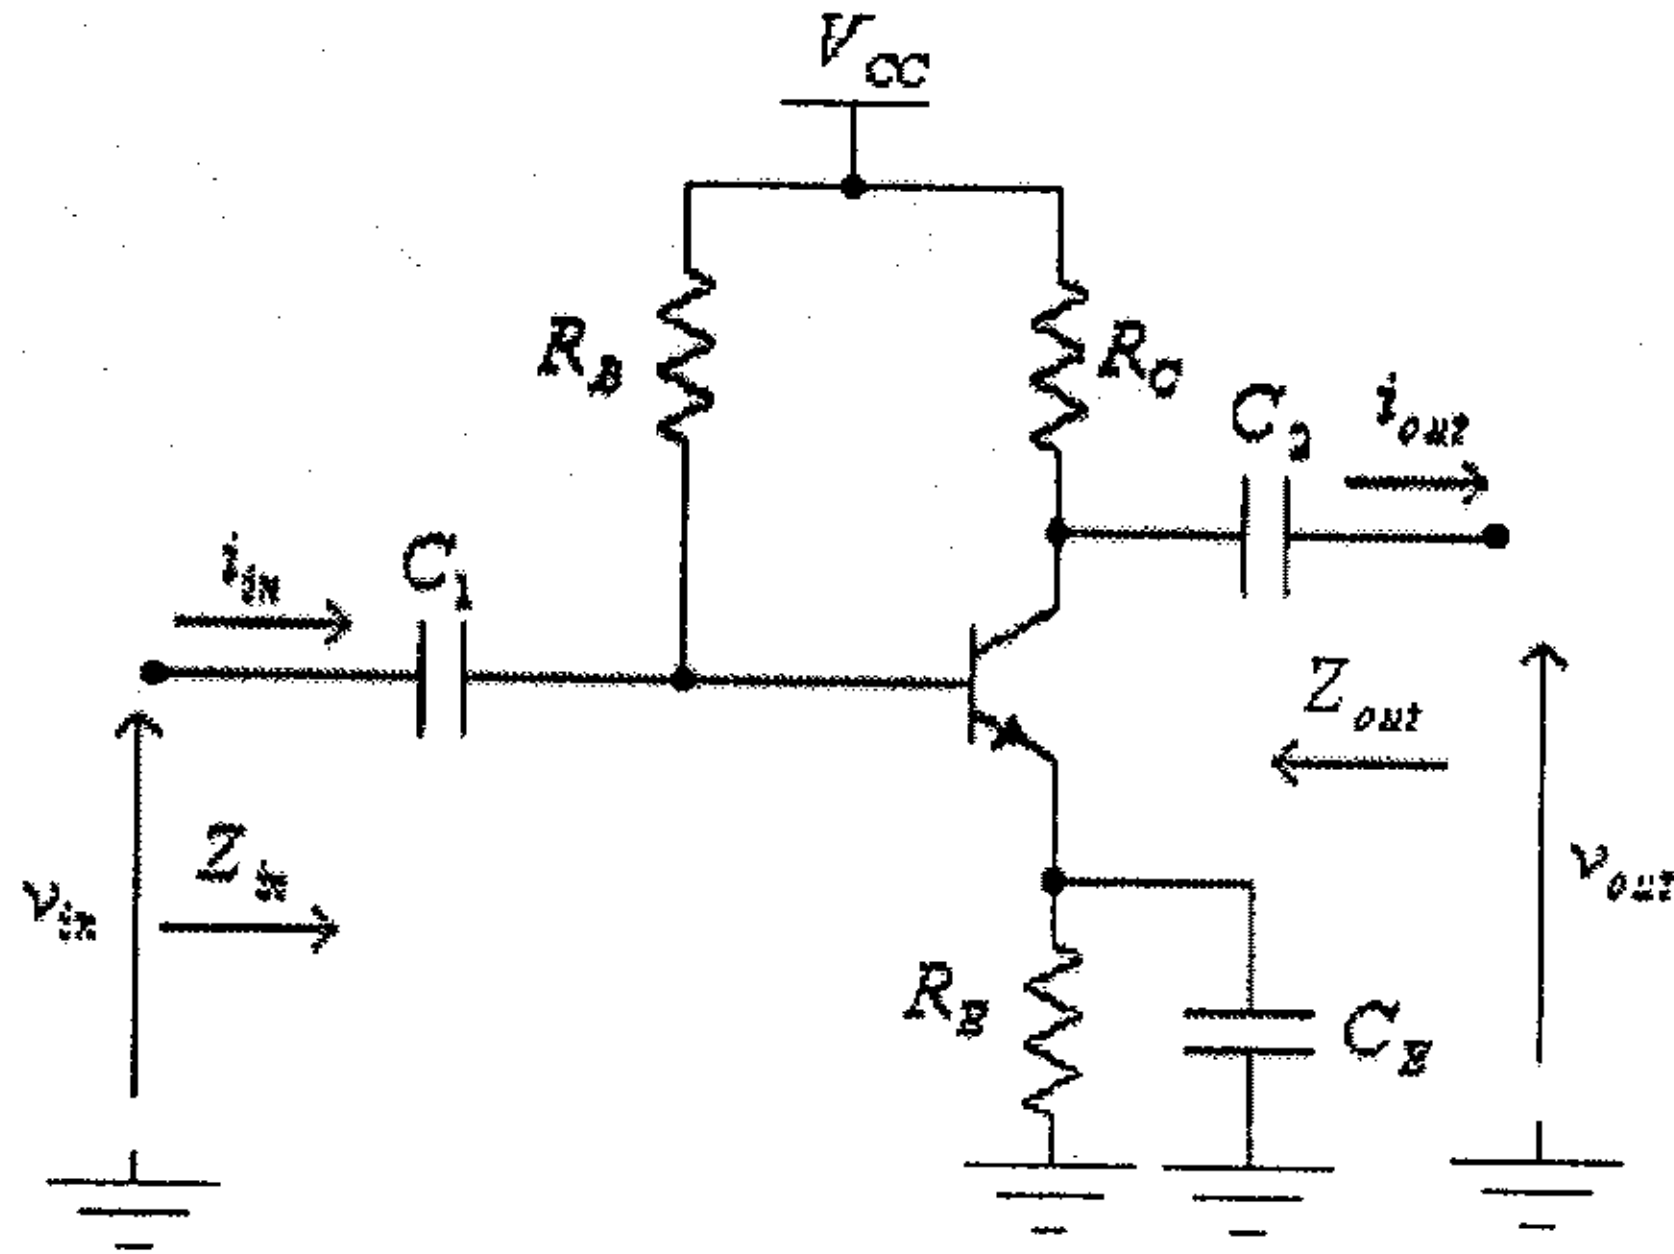 V_CC
R_B
R_C
C_2
i_out
i_in
C_1
Z_out
Z_in
v_in
v_out
R_E
C_E